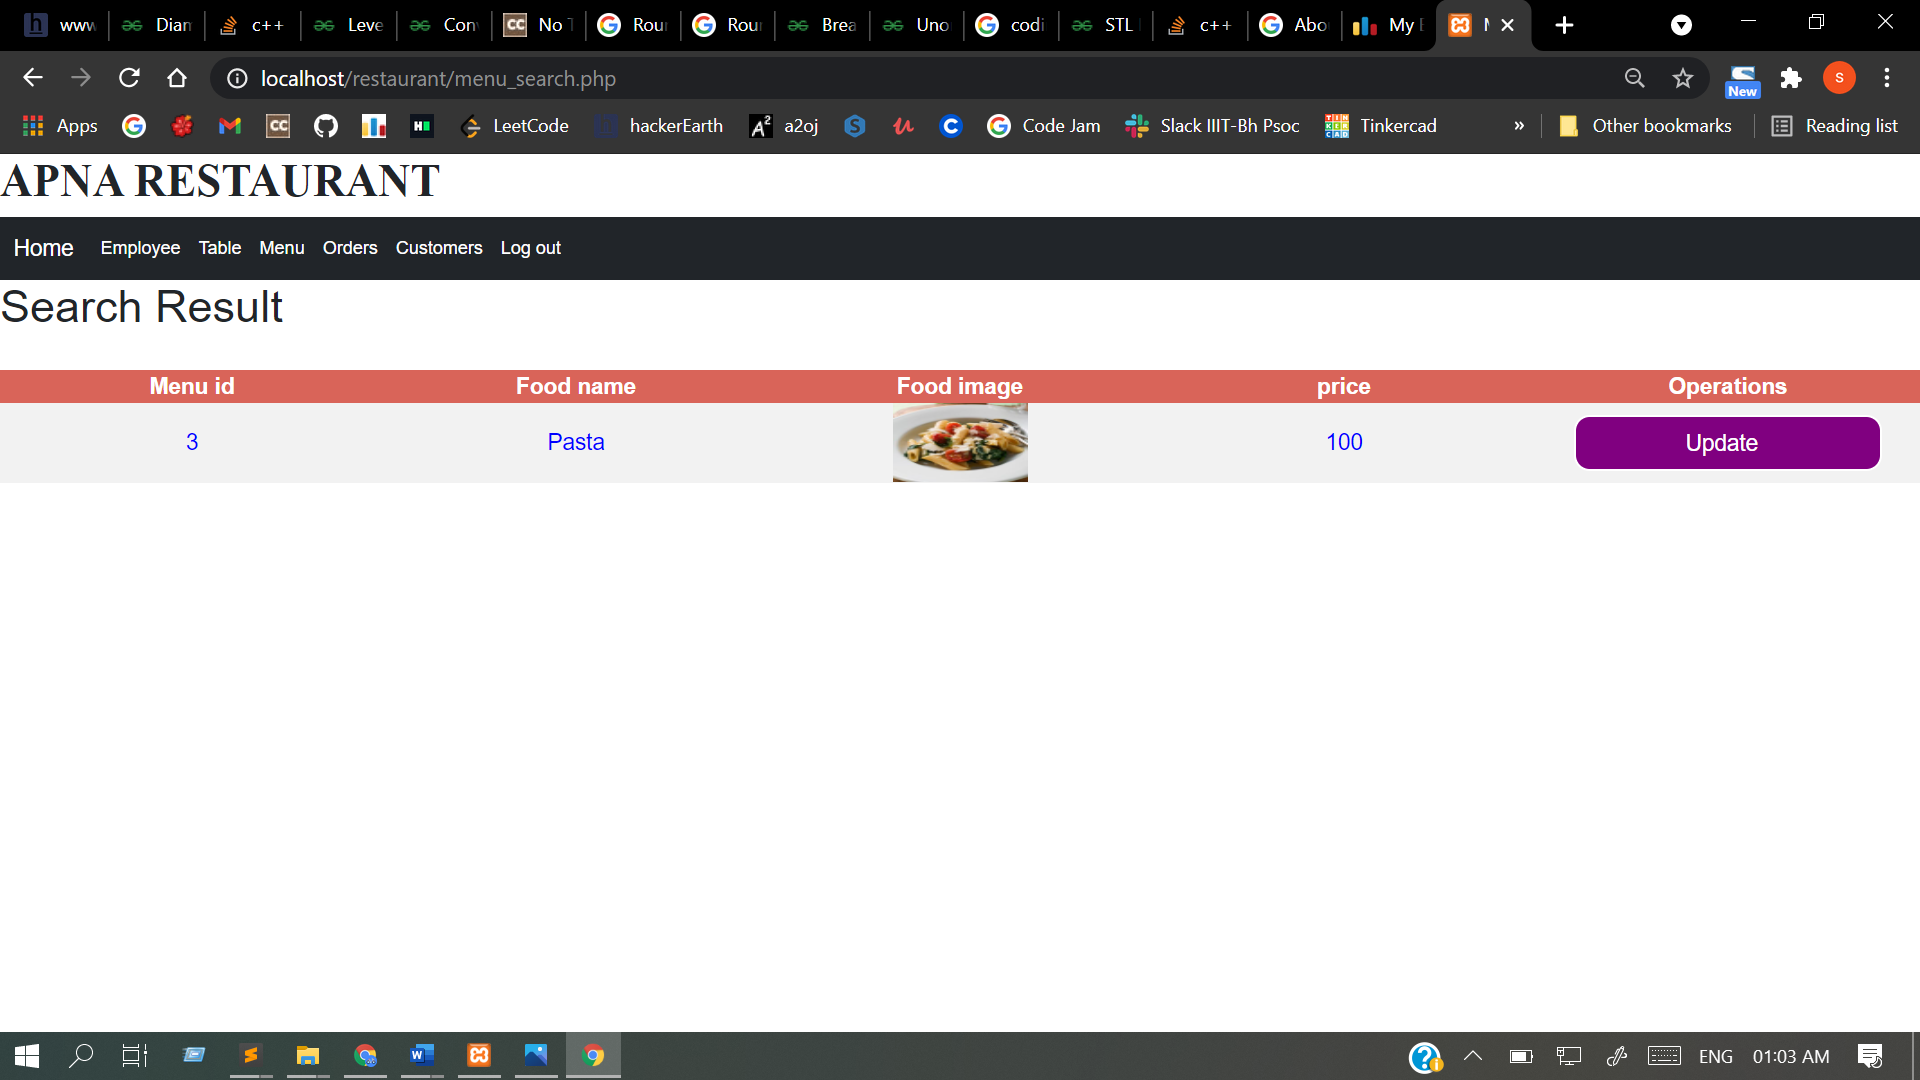 www Dian c++ Leve Con No Rour Rour Brea Uno codi STL c++ Abo My
localhost/restaurant/menu_search.php
New
S
Apps LeetCode hackerEarth a2oj Code Jam Slack IIIT-Bh Psoc Tinkercad » Other bookmarks Reading list
APNA RESTAURANT
Home Employee Table Menu Orders Customers Log out
Search Result
Menu id Food name Food image price Operations
3 Pasta 100 Update
ENG 01:03 AM